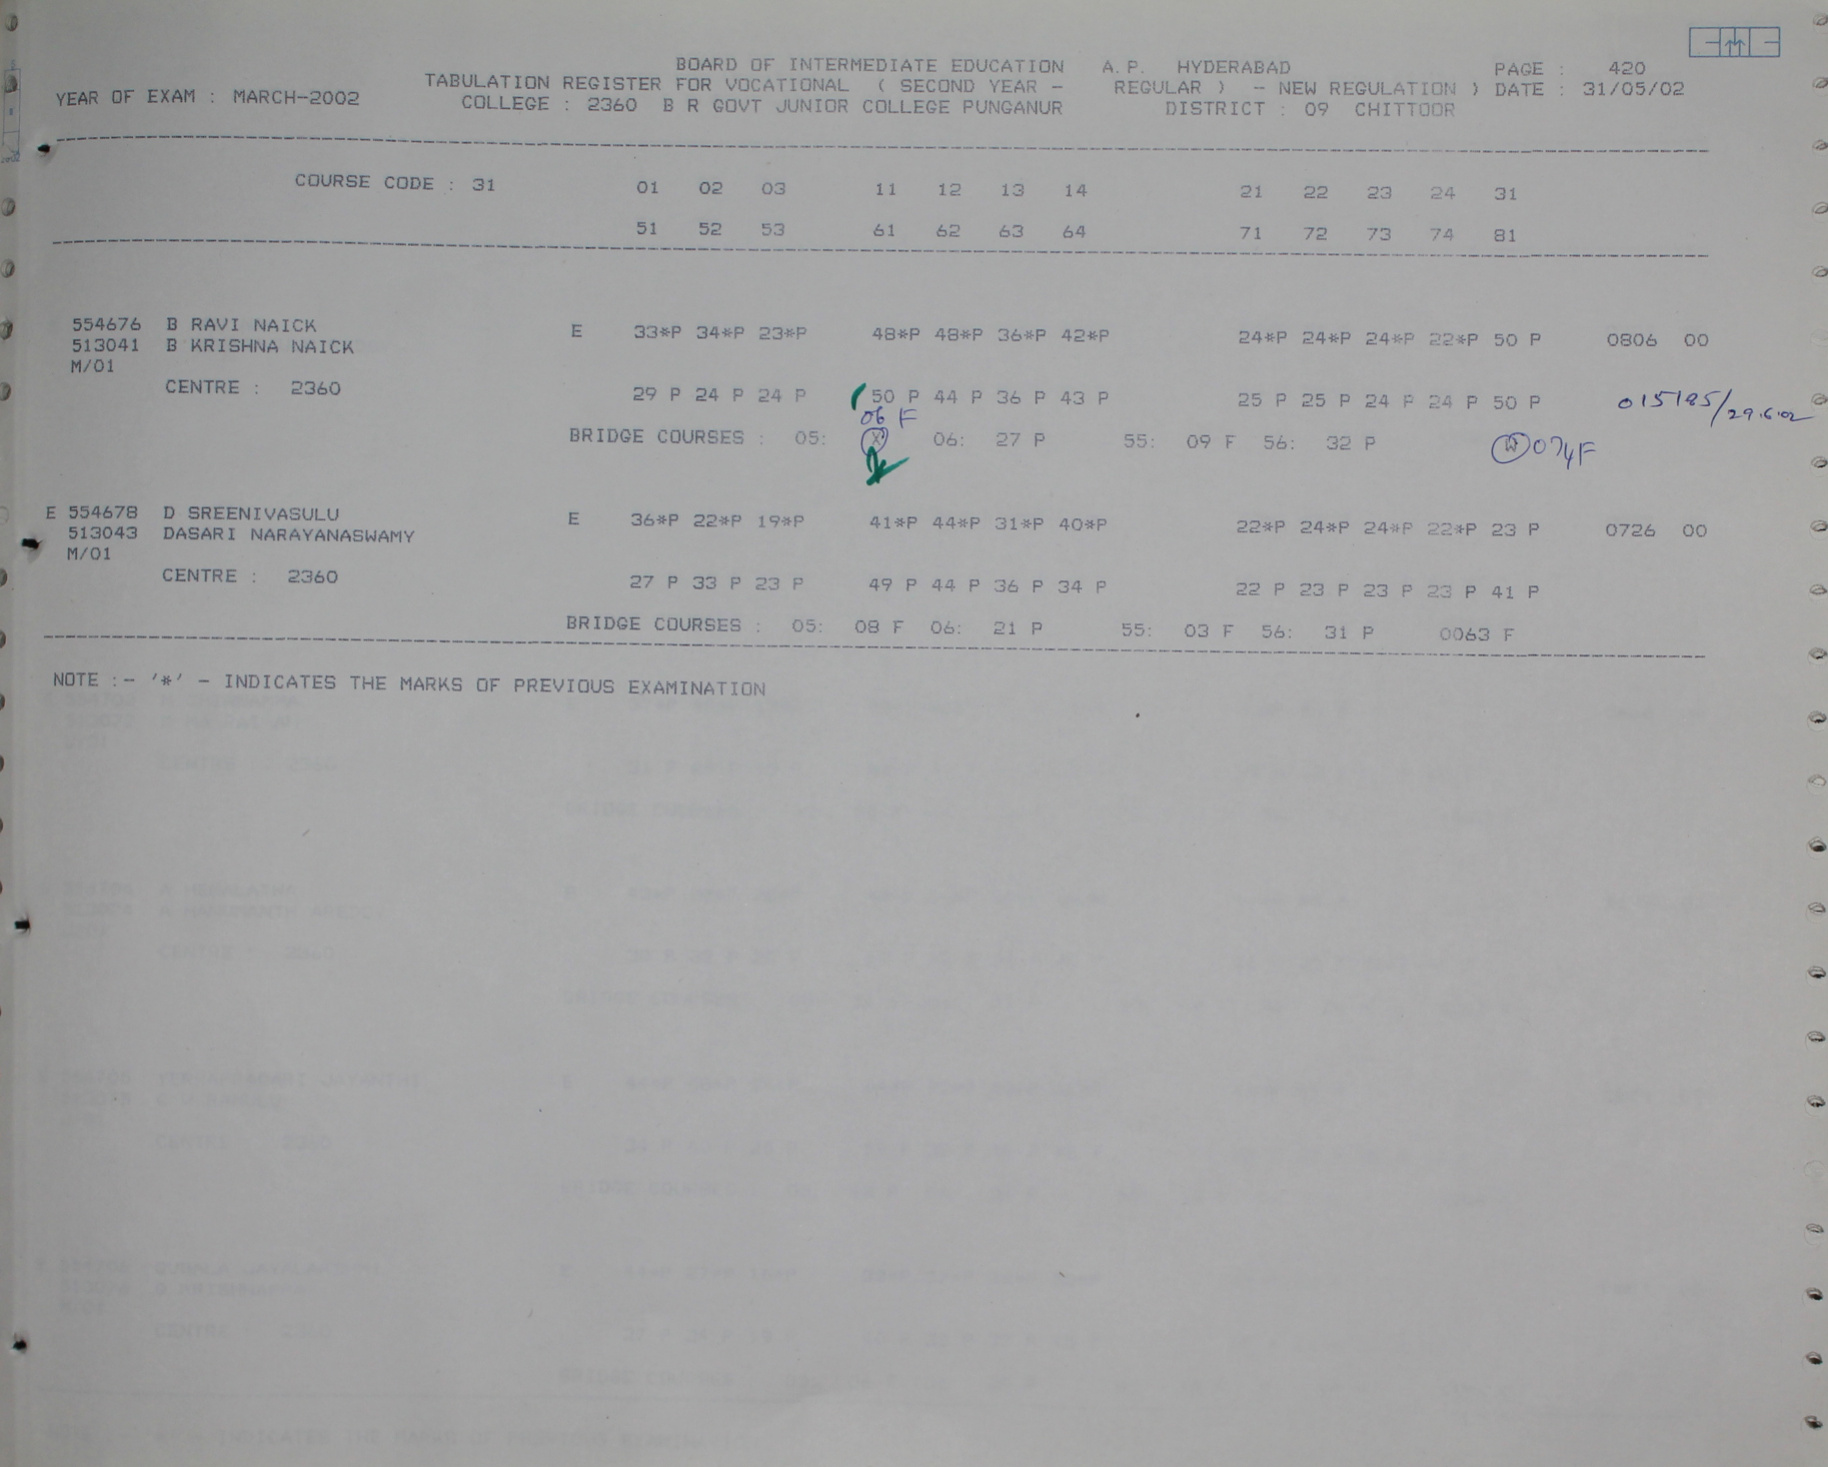 BOARD OF INTERMEDIATE EDUCATION A.P. HYDERABAD PAGE : 420
YEAR OF EXAM : MARCH-2002 TABULATION REGISTER FOR VOCATIONAL ( SECOND YEAR - REGULAR ) - NEW REGULATION ) DATE : 31/05/02
COLLEGE : 2360 B R GOVT JUNIOR COLLEGE PUNGANUR DISTRICT : 09 CHITTOOR
COURSE CODE : 31 01 02 03 11 12 13 14 21 22 23 24 31
51 52 53 61 62 63 64 71 72 73 74 81
554676 B RAVI NAICK E 33*P 34*P 23*P 48*P 48*P 36*P 42*P 24*P 24*P 24*P 22*P 50 P 0806 00
513041 B KRISHNA NAICK
M/01
CENTRE : 2360 29 P 24 P 24 P 50 P 44 P 36 P 43 P 25 P 25 P 24 P 24 P 50 P 015185/29.6.02
06 F
BRIDGE COURSES : 05: X 06: 27 P 55: 09 F 56: 32 P W 074F
E 554678 D SREENIVASULU E 36*P 22*P 19*P 41*P 44*P 31*P 40*P 22*P 24*P 24*P 22*P 23 P 0726 00
513043 DASARI NARAYANASWAMY
M/01
CENTRE : 2360 27 P 33 P 23 P 49 P 44 P 36 P 34 P 22 P 23 P 23 P 23 P 41 P
BRIDGE COURSES : 05: 08 F 06: 21 P 55: 03 F 56: 31 P 0063 F
NOTE :- '*' - INDICATES THE MARKS OF PREVIOUS EXAMINATION